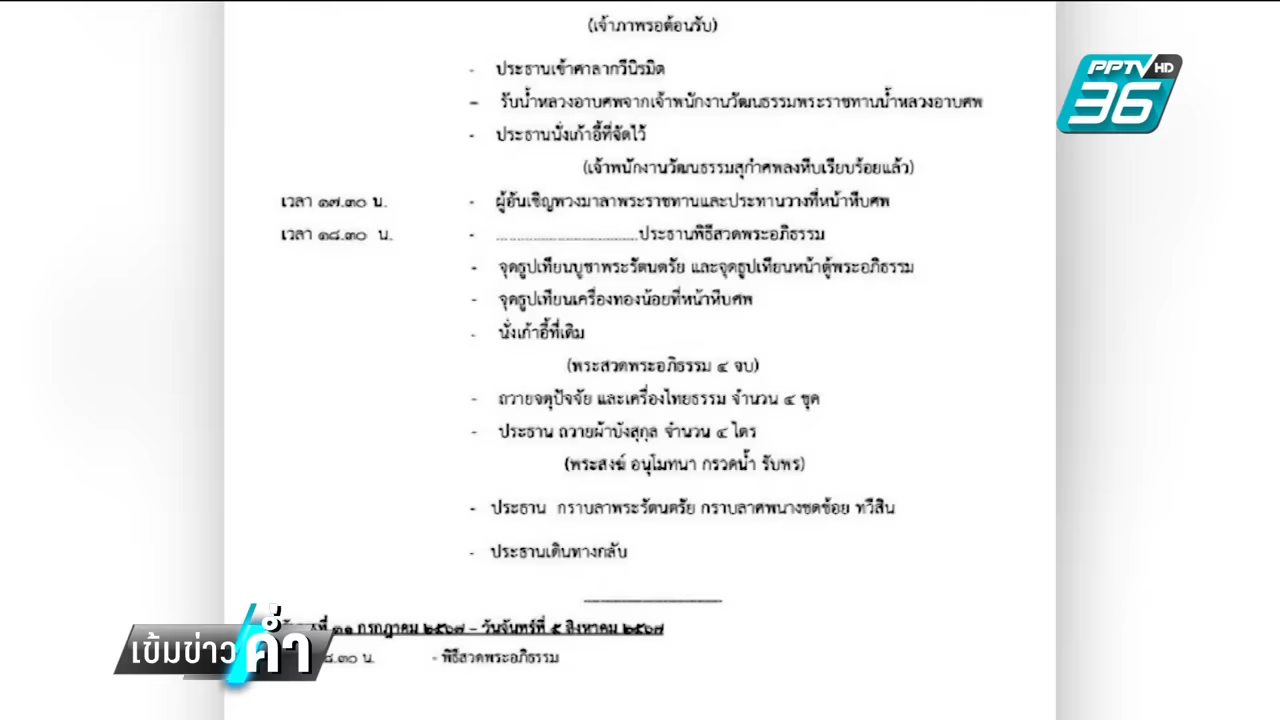 (เจ้าภาพรอต้อนรับ)
- ประธานเข้าศาลากวีนิรมิต
- รับน้ำหลวงอาบศพจากเจ้าพนักงานวัฒนธรรมพระราชทานน้ำหลวงอาบศพ
- ประธานนั่งเก้าอี้ที่จัดไว้
(เจ้าพนักงานวัฒนธรรมสุกำศพลงหีบเรียบร้อยแล้ว)
เวลา ๑๗.๓๐ น. - ผู้อันเชิญพวงมาลาพระราชทานและประทานวางที่หน้าหีบศพ
เวลา ๑๘.๓๐ น. - ........................................ประธานพิธีสวดพระอภิธรรม
- จุดธูปเทียนบูชาพระรัตนตรัย และจุดธูปเทียนหน้าตู้พระอภิธรรม
- จุดธูปเทียนเครื่องทองน้อยที่หน้าหีบศพ
- นั่งเก้าอี้ที่เดิม
(พระสวดพระอภิธรรม ๔ จบ)
- ถวายจตุปัจจัย และเครื่องไทยธรรม จำนวน ๔ ชุด
- ประธาน ถวายผ้าบังสุกุล จำนวน ๔ ไตร
(พระสงฆ์ อนุโมทนา กรวดน้ำ รับพร)
- ประธาน กราบลาพระรัตนตรัย กราบลาศพนางชดช้อย ทวีสิน
- ประธานเดินทางกลับ
๓๑ กรกฎาคม ๒๕๖๗ – วันจันทร์ที่ ๕ สิงหาคม ๒๕๖๗
๘.๓๐ น. - พิธีสวดพระอภิธรรม
PPTV HD
36
เข้มข่าว ค่ำ